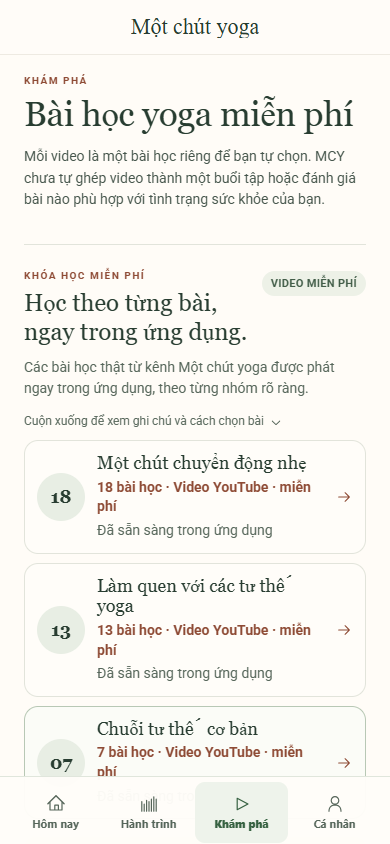 Một chút yoga
KHÁM PHÁ
Bài học yoga miễn phí
Mỗi video là một bài học riêng để bạn tự chọn. MCY
chưa tự ghép video thành một buổi tập hoặc đánh giá
bài nào phù hợp với tình trạng sức khỏe của bạn.
KHÓA HỌC MIỄN PHÍ
VIDEO MIỄN PHÍ
Học theo từng bài,
ngay trong ứng dụng.
Các bài học thật từ kênh Một chút yoga được phát
ngay trong ứng dụng, theo từng nhóm rõ ràng.
Cuộn xuống để xem ghi chú và cách chọn bài
18
Một chút chuyển động nhẹ
18 bài học · Video YouTube · miễn
phí
Đã sẵn sàng trong ứng dụng
13
Làm quen với các tư thế
yoga
13 bài học · Video YouTube · miễn
phí
Đã sẵn sàng trong ứng dụng
07
Chuỗi tư thế cơ bản
7 bài học · Video YouTube · miễn
phí
Hôm nay
Hành trình
Khám phá
Cá nhân